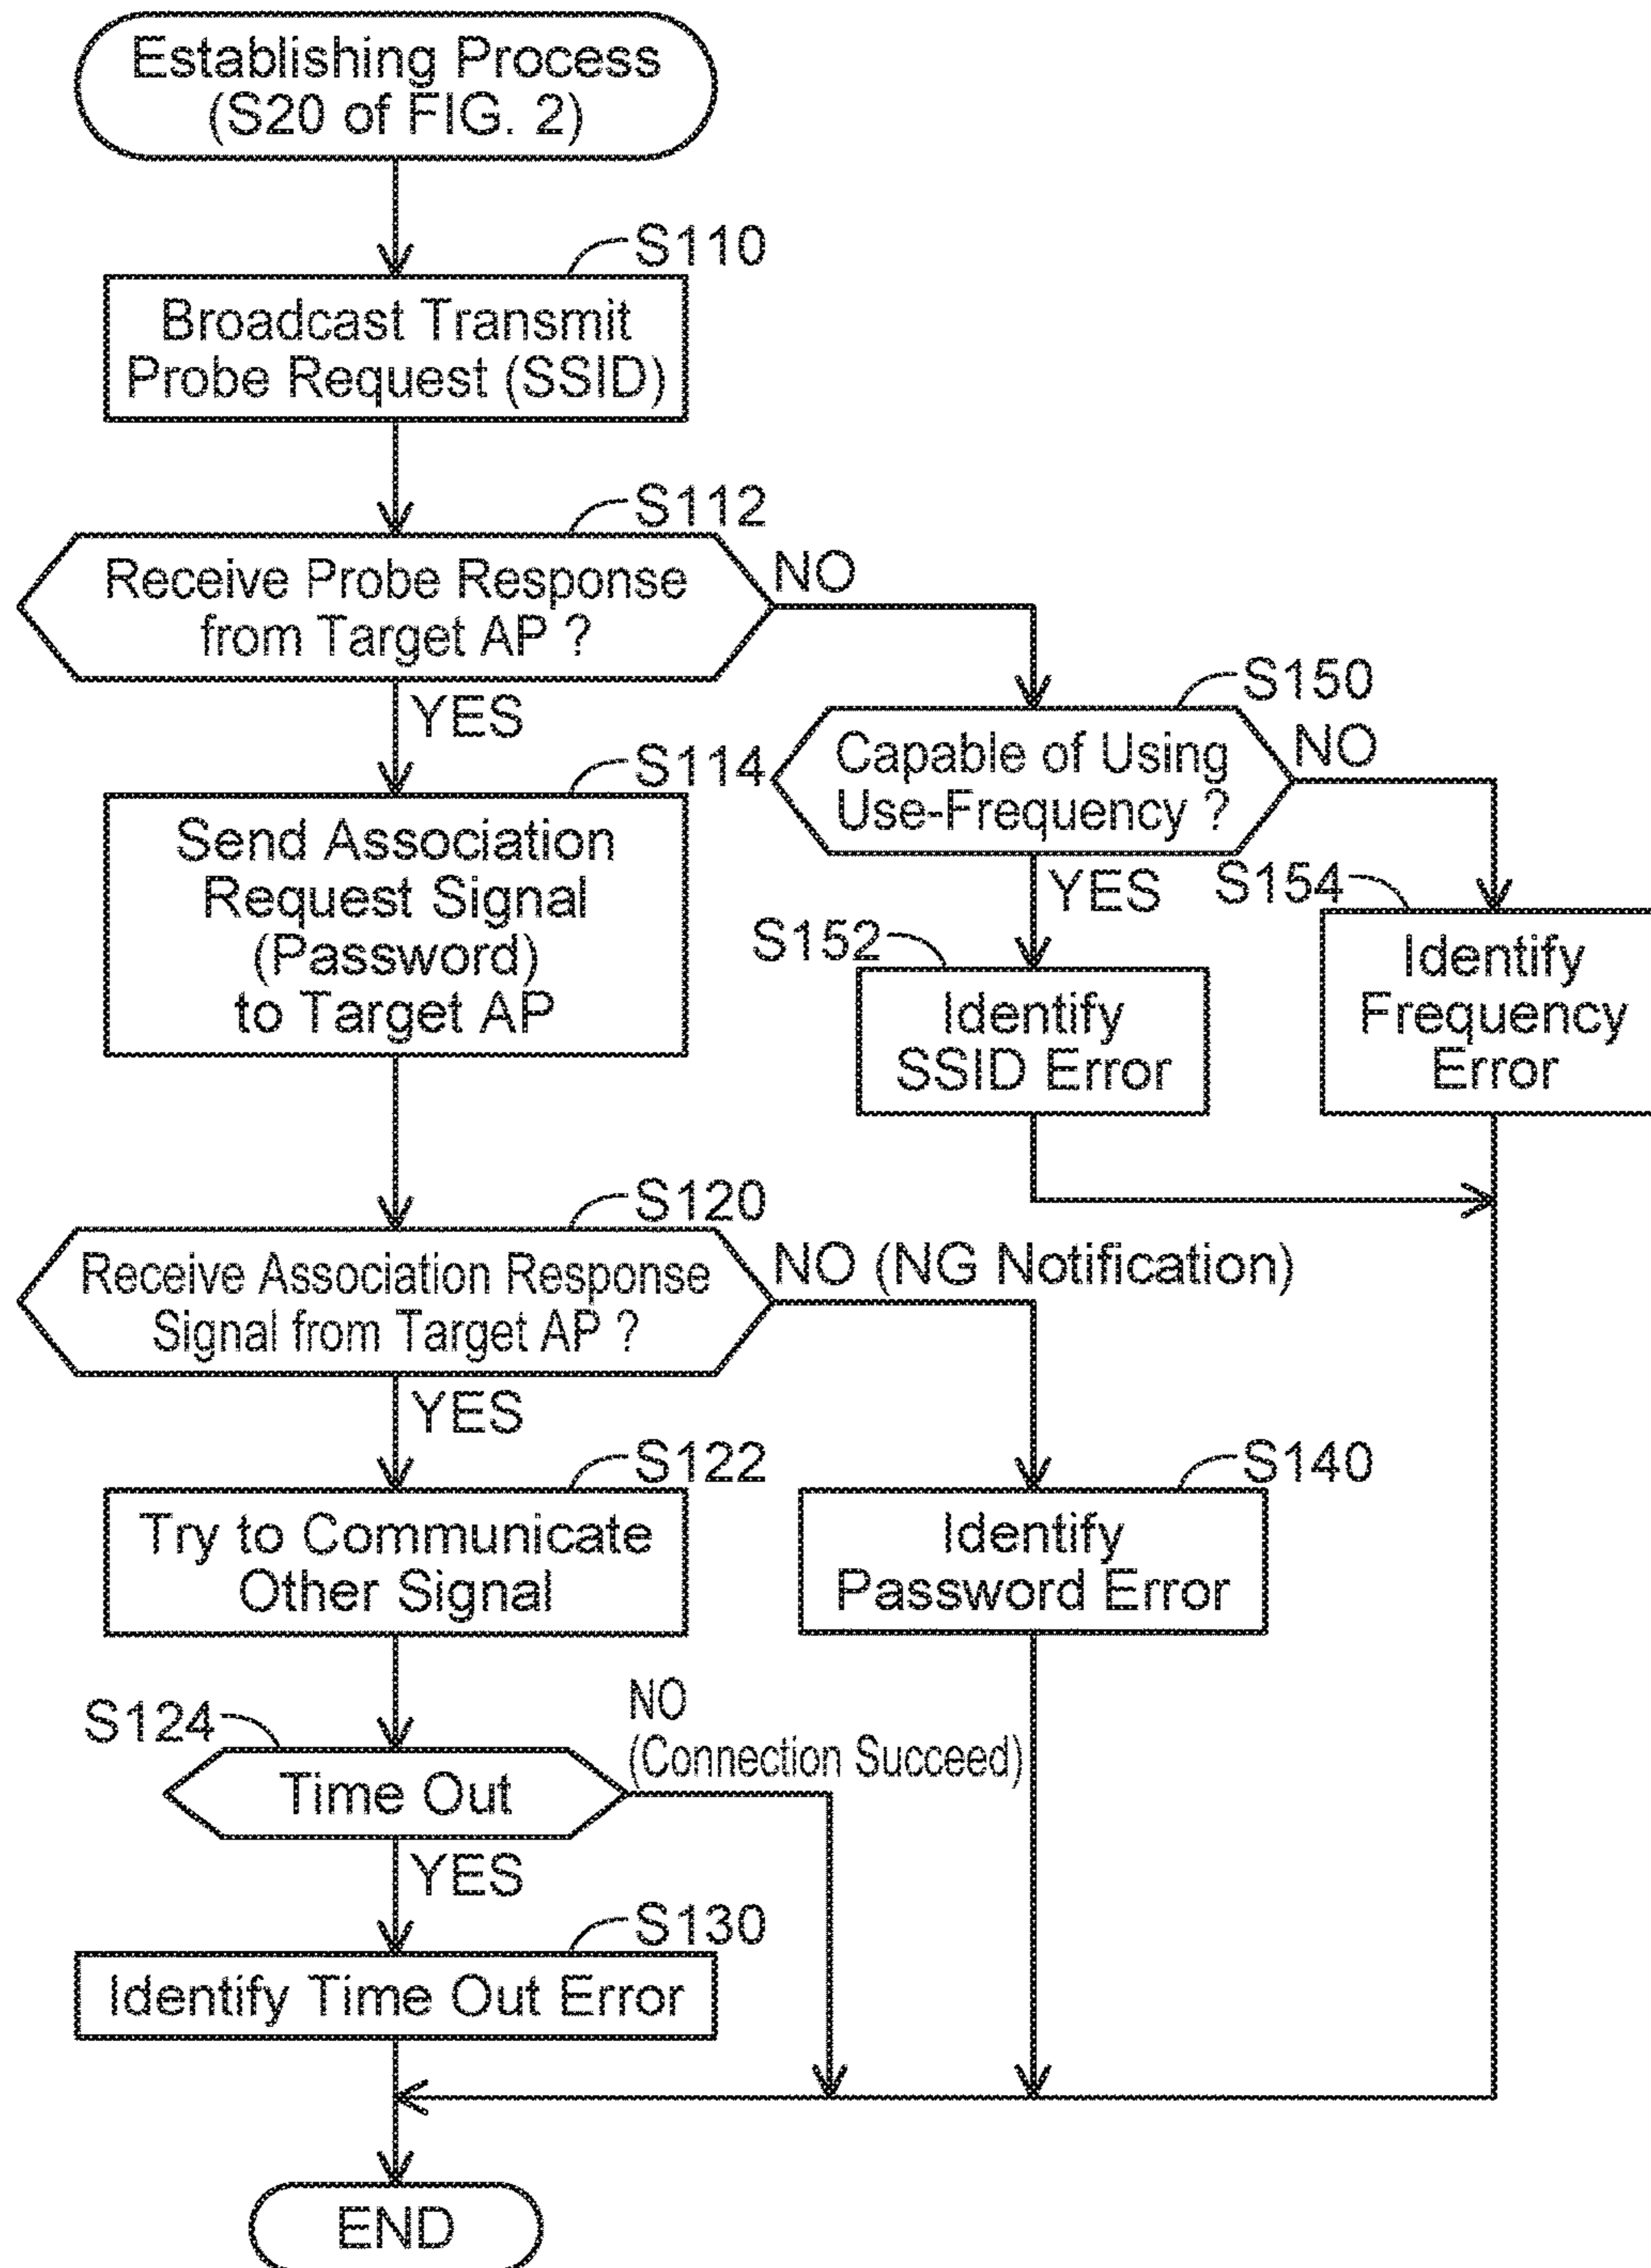 Establishing Process
(S20 of FIG. 2)
S110
Broadcast Transmit
Probe Request (SSID)
S112
Receive Probe Response
from Target AP ?
NO
YES
S150
Capable of Using
Use-Frequency ?
NO
YES
S114
Send Association
Request Signal
(Password)
to Target AP
S152
Identify
SSID Error
S154
Identify
Frequency
Error
S120
Receive Association Response
Signal from Target AP ?
NO (NG Notification)
YES
S122
Try to Communicate
Other Signal
S140
Identify
Password Error
S124
Time Out
NO
(Connection Succeed)
YES
S130
Identify Time Out Error
END